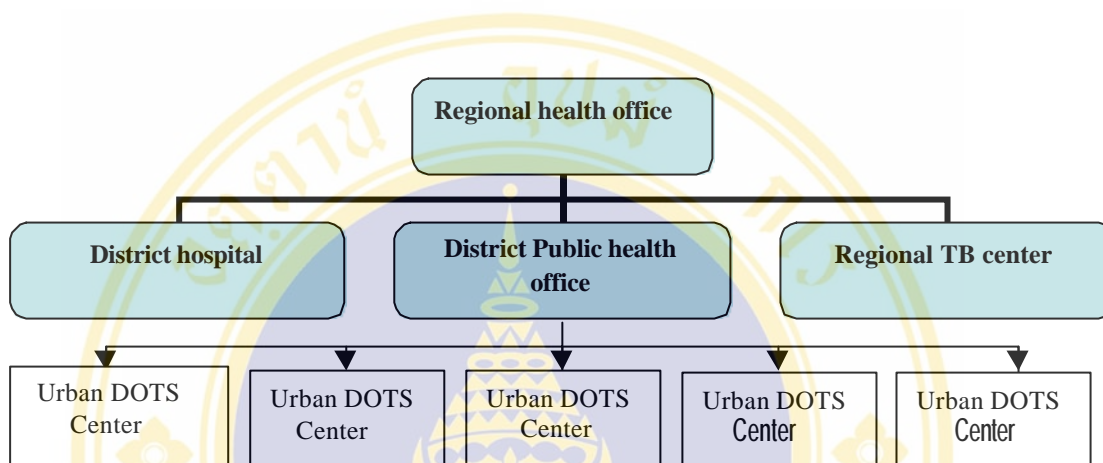 Regional health office
District hospital
District Public health
office
Regional TB center
Urban DOTS
Center
Urban DOTS
Center
Urban DOTS
Center
Urban DOTS
Center
Urban DOTS
Center